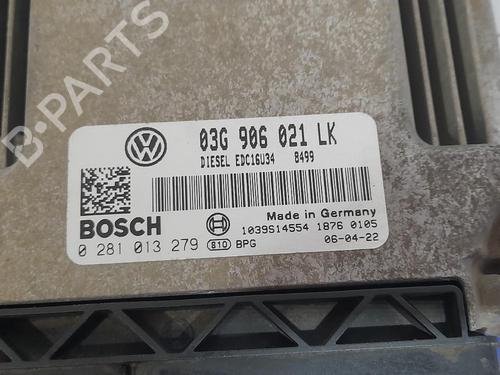 03G 906 021 LK
DIESEL EDC16U34 8499
BOSCH
Made in Germany
1039S14554 1876 0105
0 281 013 279 810 BPG
06-04-22
B-PARTS